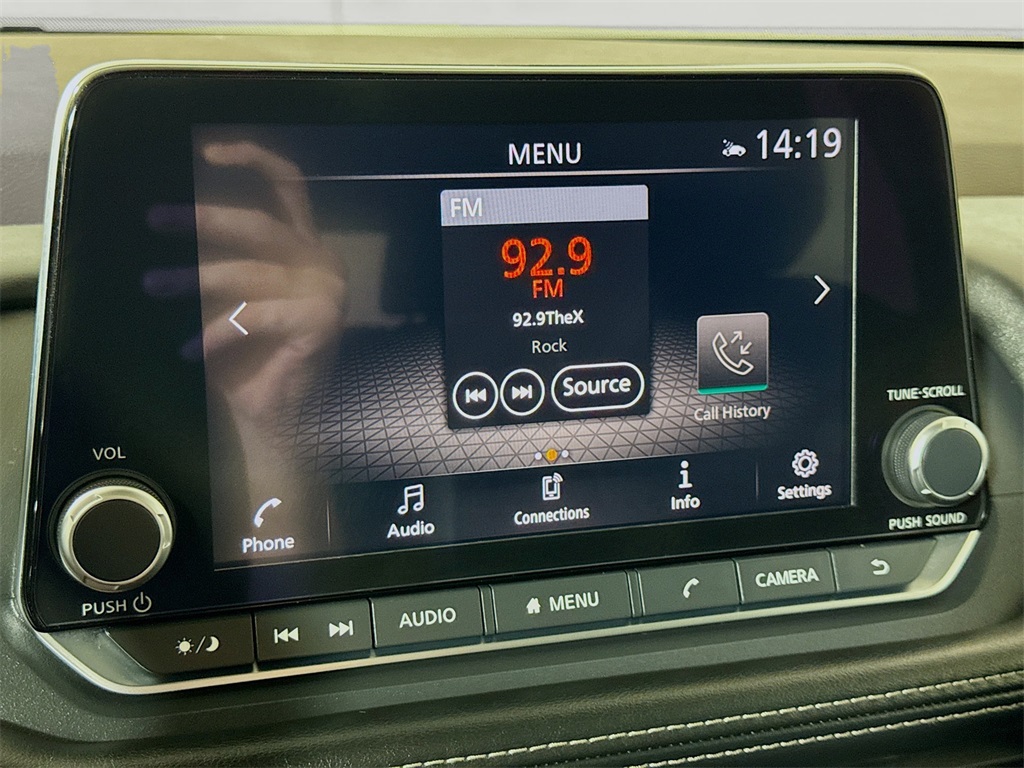 MENU
14:19
FM
92.9
FM
92.9TheX
Rock
Source
Call History
Phone
Audio
Connections
Info
Settings
VOL
PUSH
TUNE·SCROLL
PUSH SOUND
AUDIO
MENU
CAMERA